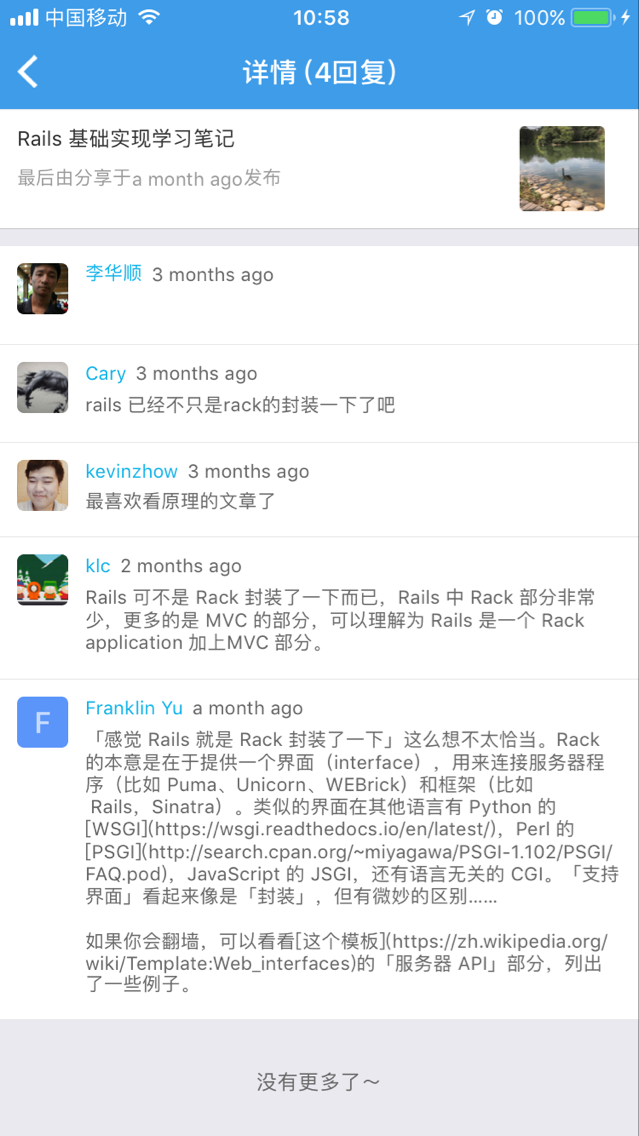 中国移动 10:58 100%
详情 (4回复)
Rails 基础实现学习笔记
最后由分享于a month ago发布
李华顺 3 months ago
Cary 3 months ago
rails 已经不只是rack的封装一下了吧
kevinzhow 3 months ago
最喜欢看原理的文章了
klc 2 months ago
Rails 可不是 Rack 封装了一下而已，Rails 中 Rack 部分非常
少，更多的是 MVC 的部分，可以理解为 Rails 是一个 Rack
application 加上MVC 部分。
F
Franklin Yu a month ago
「感觉 Rails 就是 Rack 封装了一下」这么想不太恰当。Rack
的本意是在于提供一个界面（interface），用来连接服务器程
序（比如 Puma、Unicorn、WEBrick）和框架（比如
Rails，Sinatra）。类似的界面在其他语言有 Python 的
[WSGI](https://wsgi.readthedocs.io/en/latest/)，Perl 的
[PSGI](http://search.cpan.org/~miyagawa/PSGI-1.102/PSGI/
FAQ.pod)，JavaScript 的 JSGI，还有语言无关的 CGI。「支持
界面」看起来像是「封装」，但有微妙的区别……
如果你会翻墙，可以看看[这个模板](https://zh.wikipedia.org/
wiki/Template:Web_interfaces)的「服务器 API」部分，列出
了一些例子。
没有更多了～